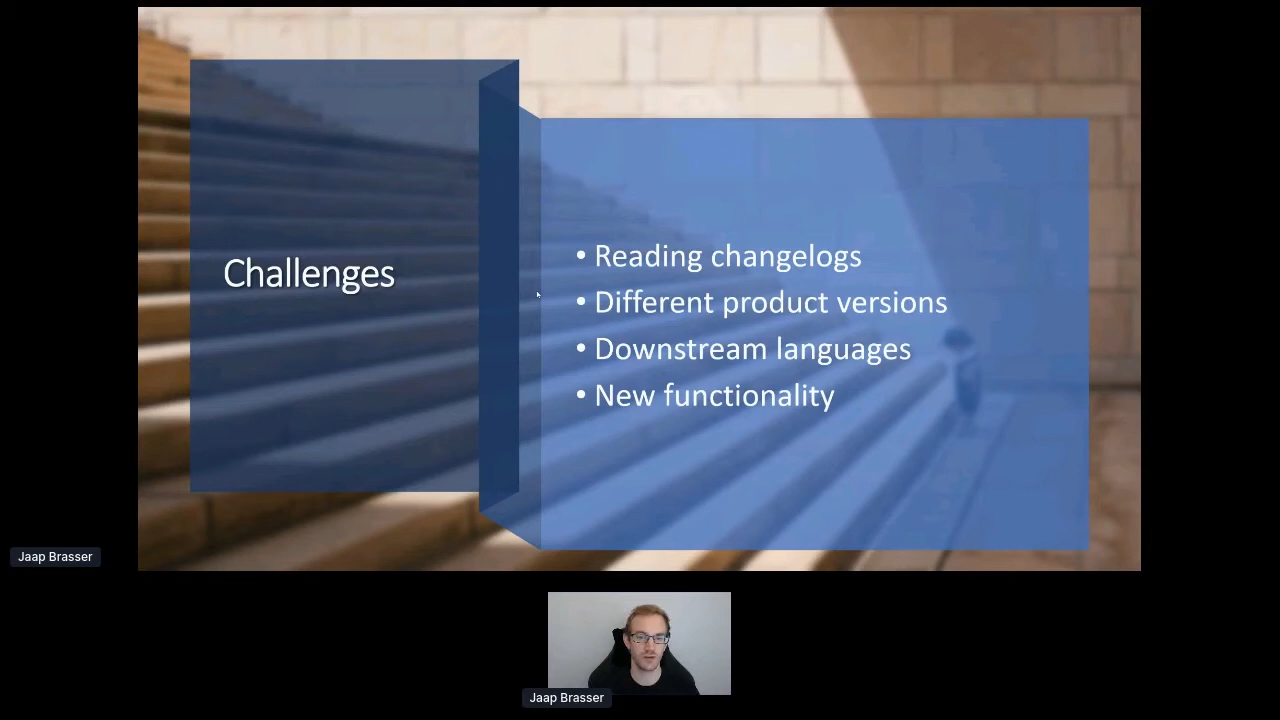 Challenges
• Reading changelogs
• Different product versions
• Downstream languages
• New functionality
Jaap Brasser
Jaap Brasser